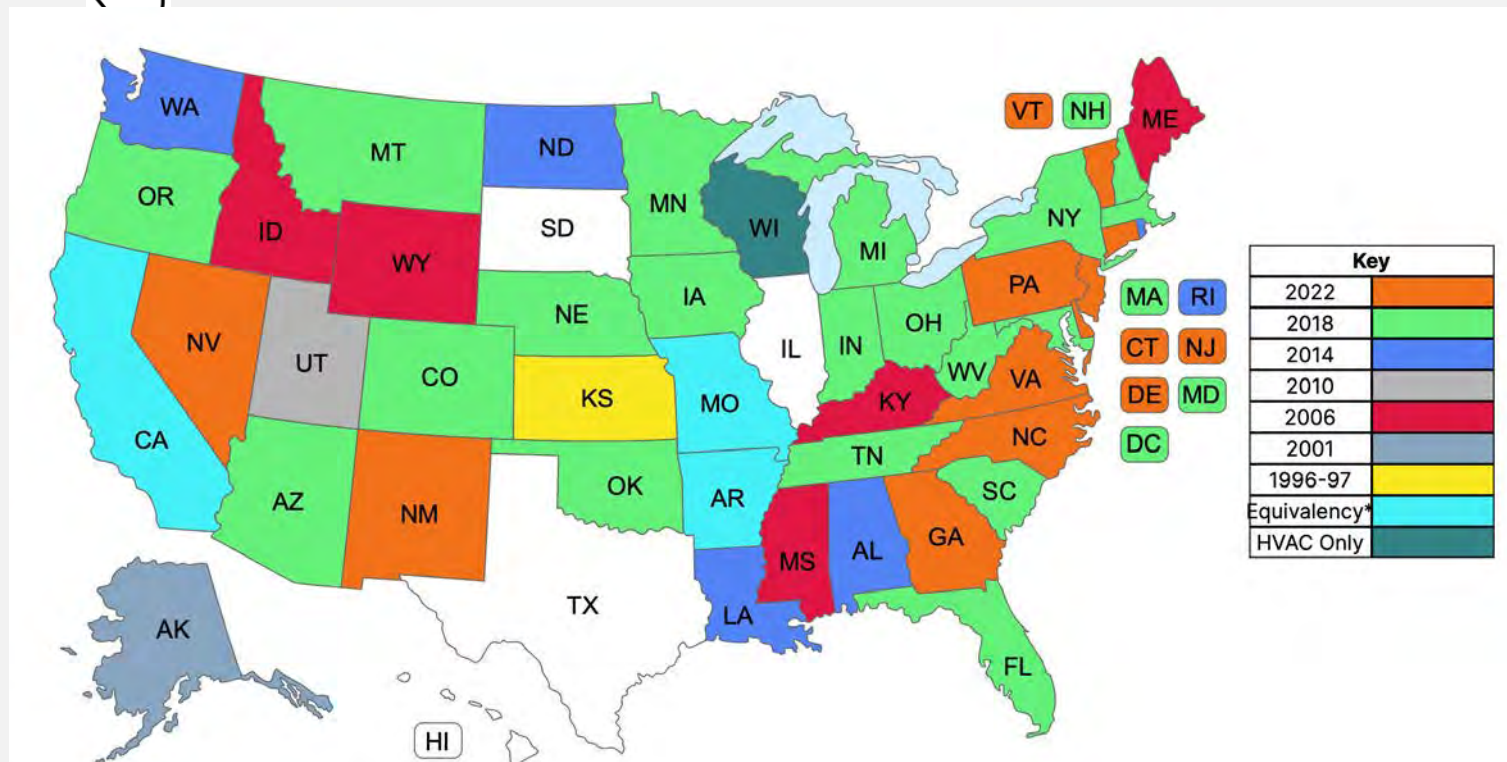 VT NH
ME
WA
MT
ND
MN
OR
ID
SD
WI
NY
WY
MI
Key
PA
2022
IA
MA RI
NE
OH
2018
NV
IL
IN
CT NJ
2014
UT
CO
WV
VA
2010
KS
MO
KY
DE MD
2006
CA
NC
DC
2001
TN
1996-97
AZ
OK
AR
SC
Equivalency*
NM
GA
HVAC Only
MS
AL
TX
LA
AK
FL
HI